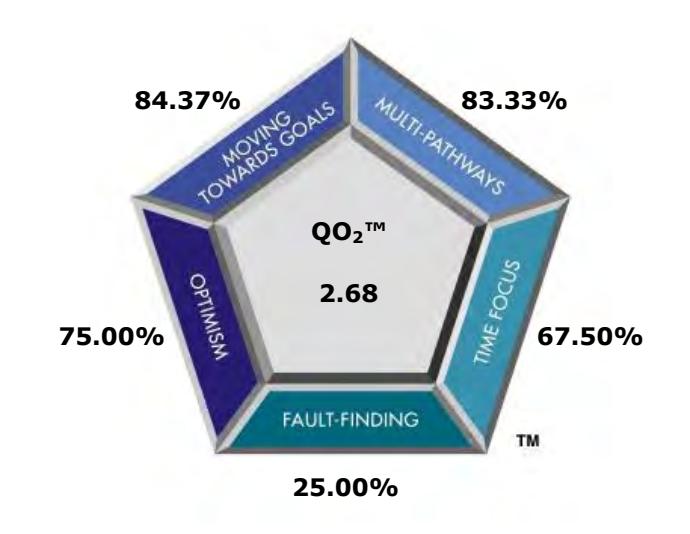 84.37%
83.33%
MOVING
TOWARDS GOALS
MULTI-PATHWAYS
QO₂™
2.68
OPTIMISM
TIME FOCUS
75.00%
67.50%
FAULT-FINDING
TM
25.00%